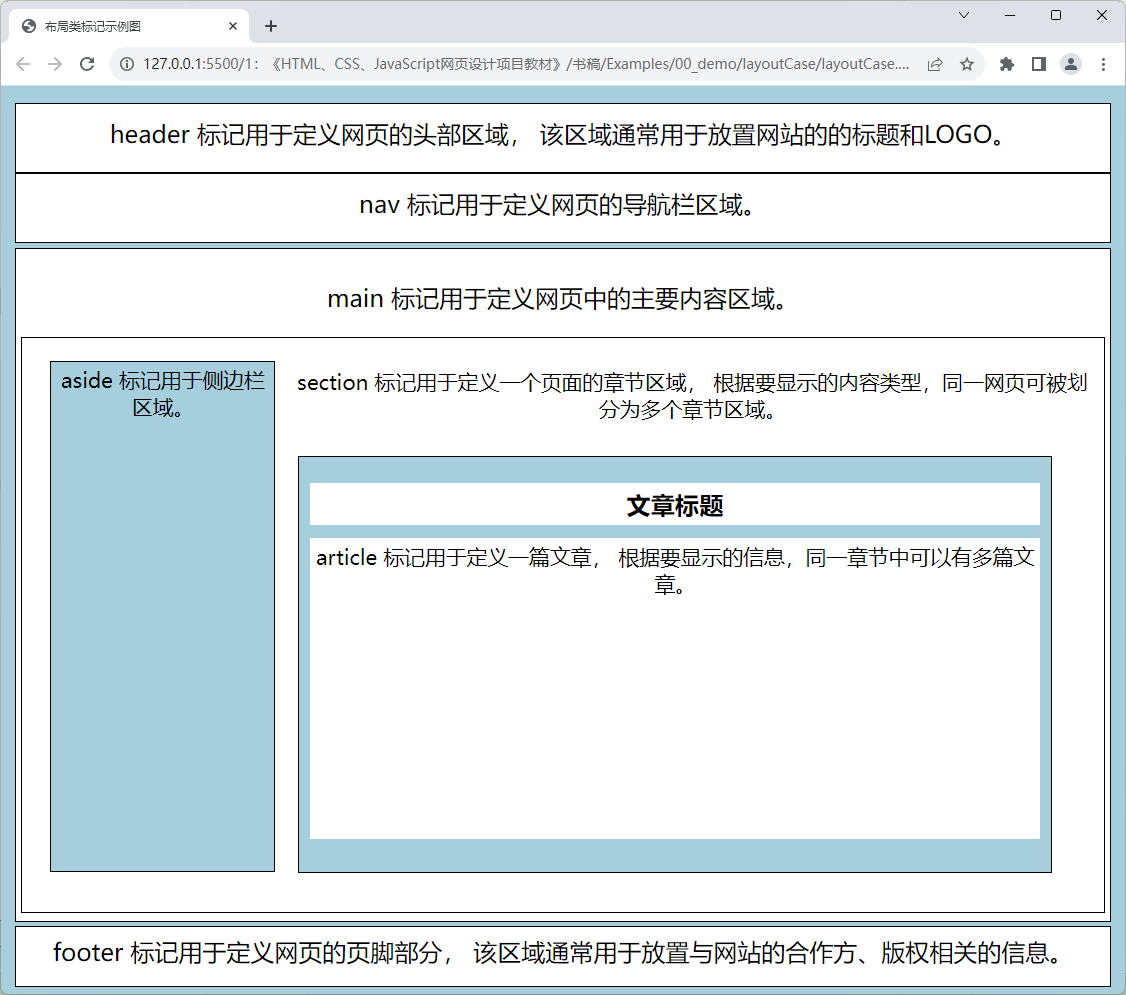 布局类标记示例图
127.0.0.1:5500/1：《HTML、CSS、JavaScript网页设计项目教材》/书稿/Examples/00_demo/layoutCase/layoutCase....
header 标记用于定义网页的头部区域， 该区域通常用于放置网站的的标题和LOGO。
nav 标记用于定义网页的导航栏区域。
main 标记用于定义网页中的主要内容区域。
aside 标记用于侧边栏
区域。
section 标记用于定义一个页面的章节区域， 根据要显示的内容类型，同一网页可被划
分为多个章节区域。
文章标题
article 标记用于定义一篇文章， 根据要显示的信息，同一章节中可以有多篇文
章。
footer 标记用于定义网页的页脚部分， 该区域通常用于放置与网站的合作方、版权相关的信息。